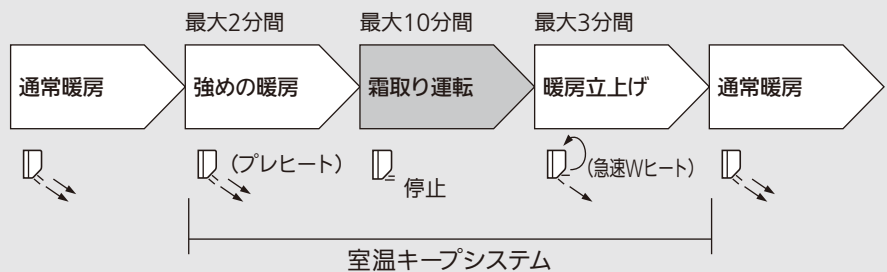 最大2分間 最大10分間 最大3分間
通常暖房 強めの暖房 霜取り運転 暖房立上げ 通常暖房
(プレヒート) 停止 (急速Wヒート)
室温キープシステム